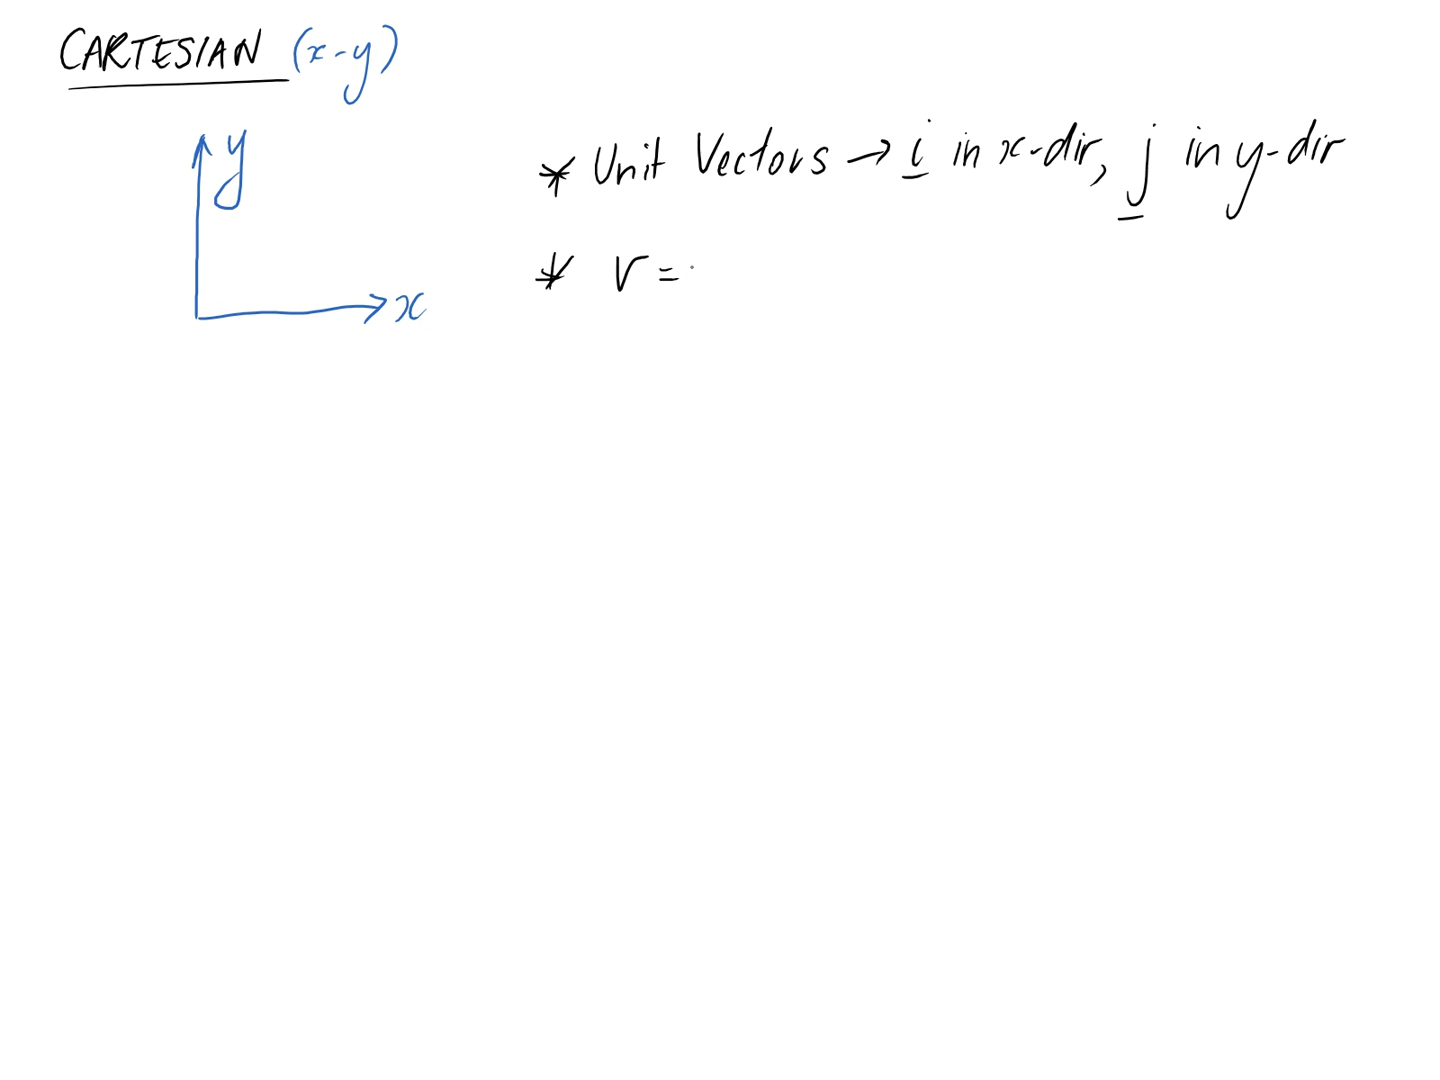 CARTESIAN (x-y)
y
* Unit Vectors → i in x-dir, j in y-dir
* r =
x